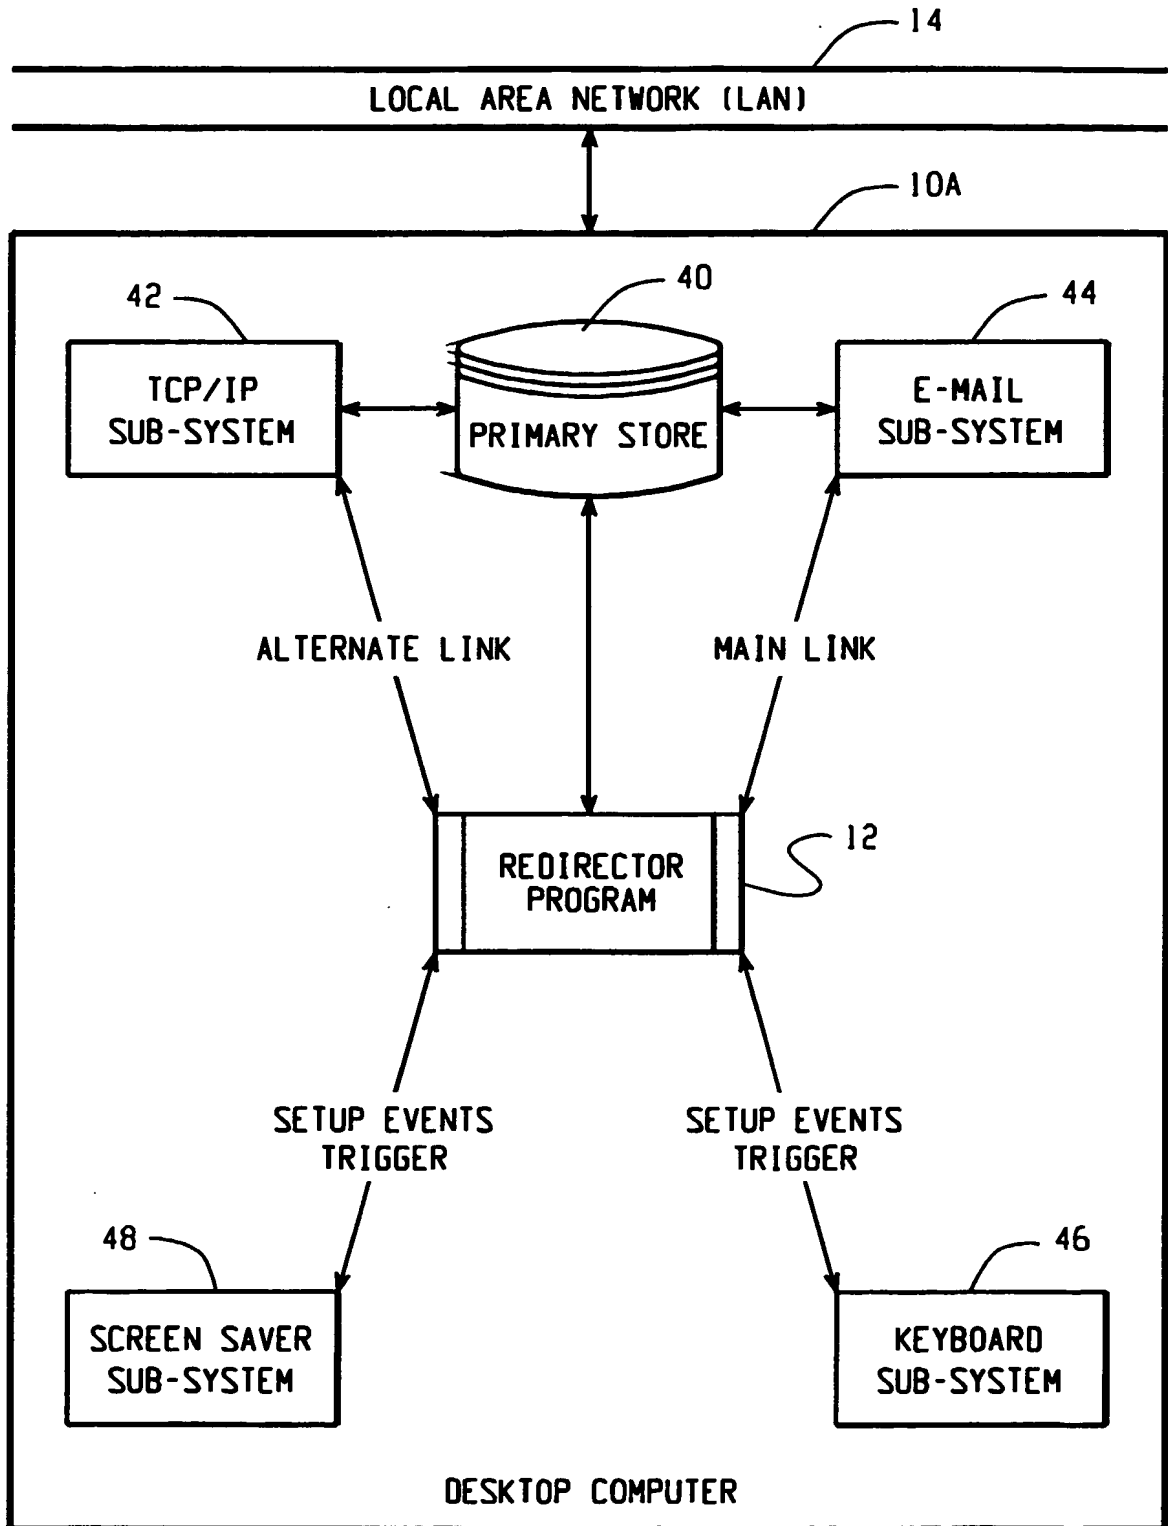 14
LOCAL AREA NETWORK (LAN)
10A
42
40
44
TCP/IP
SUB-SYSTEM
PRIMARY STORE
E-MAIL
SUB-SYSTEM
ALTERNATE LINK
MAIN LINK
12
REDIRECTOR
PROGRAM
SETUP EVENTS
TRIGGER
SETUP EVENTS
TRIGGER
48
46
SCREEN SAVER
SUB-SYSTEM
KEYBOARD
SUB-SYSTEM
DESKTOP COMPUTER